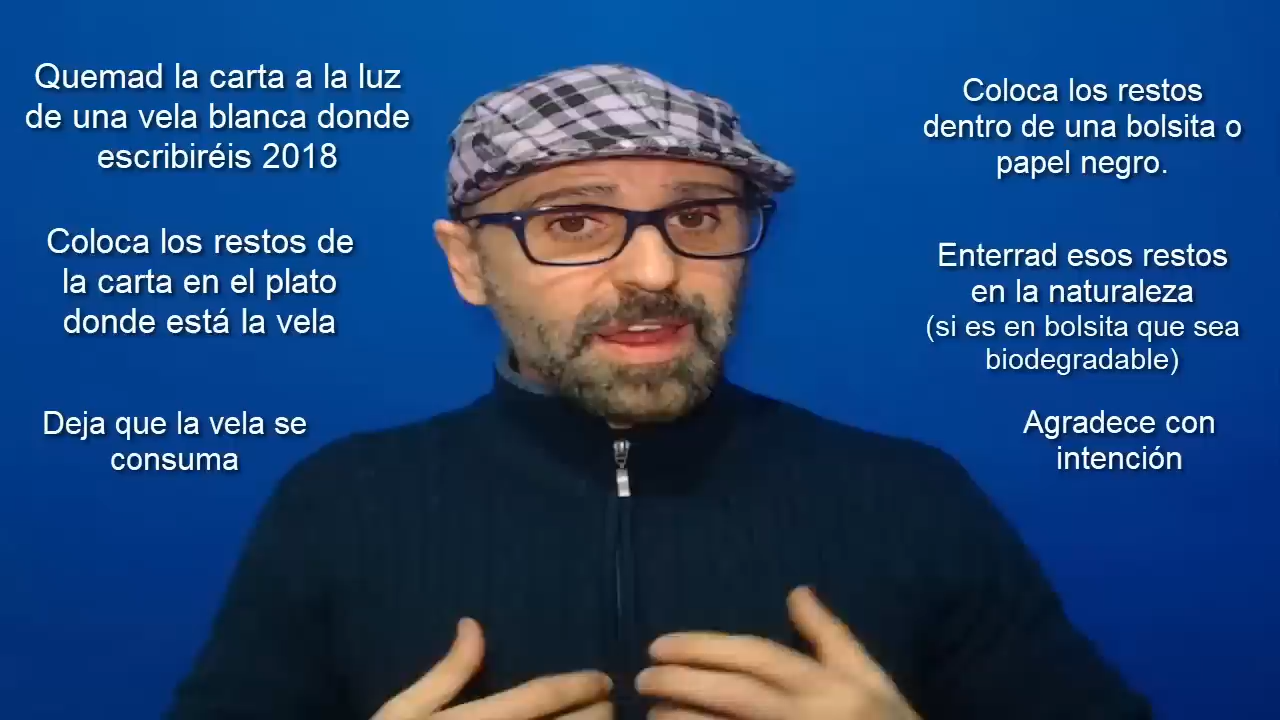 Quemad la carta a la luz
de una vela blanca donde
escribiréis 2018
Coloca los restos de
la carta en el plato
donde está la vela
Deja que la vela se
consuma
Coloca los restos
dentro de una bolsita o
papel negro.
Enterrad esos restos
en la naturaleza
(si es en bolsita que sea
biodegradable)
Agradece con
intención